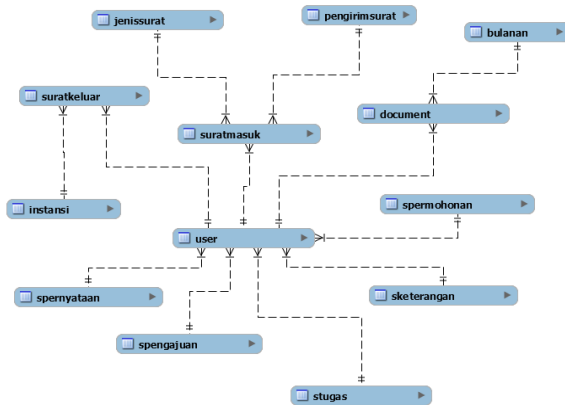 jenissurat
pengirimsurat
bulanan
suratkeluar
document
suratmasuk
instansi
spermohonan
user
spernyataan
sketerangan
spengajuan
stugas